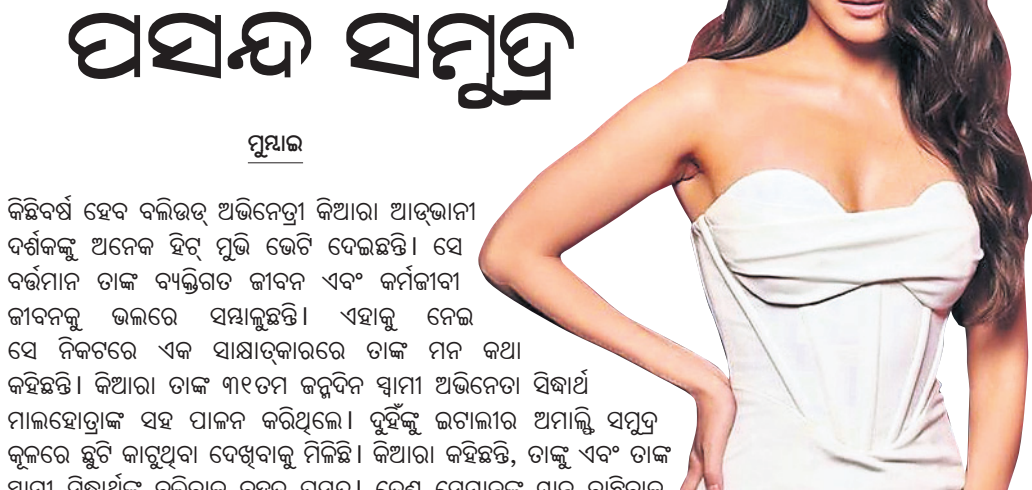 ପସନ୍ଦ ସମୁଦ୍ର
ମୁମ୍ବାଇ
କିଛିବର୍ଷ ହେବ ବଲିଉଡ୍ ଅଭିନେତ୍ରୀ କିଆରା ଆଡ୍‌ଭାନୀ
ଦର୍ଶକଙ୍କୁ ଅନେକ ହିଟ୍ ମୁଭି ଭେଟି ଦେଇଛନ୍ତି। ସେ
ବର୍ତ୍ତମାନ ତାଙ୍କ ବ୍ୟକ୍ତିଗତ ଜୀବନ ଏବଂ କର୍ମଜୀବୀ
ଜୀବନକୁ ଭଲରେ ସମ୍ଭାଳୁଛନ୍ତି। ଏହାକୁ ନେଇ
ସେ ନିକଟରେ ଏକ ସାକ୍ଷାତ୍‌କାରରେ ତାଙ୍କ ମନ କଥା
କହିଛନ୍ତି। କିଆରା ତାଙ୍କ ୩୧ତମ ଜନ୍ମଦିନ ସ୍ୱାମୀ ଅଭିନେତା ସିଦ୍ଧାର୍ଥ
ମାଲହୋତ୍ରାଙ୍କ ସହ ପାଳନ କରିଥିଲେ। ଦୁହିଁଙ୍କୁ ଇଟାଲୀର ଅମାଲ୍ଫି ସମୁଦ୍ର
କୂଳରେ ଛୁଟି କାଟୁଥିବା ଦେଖିବାକୁ ମିଳିଛି। କିଆରା କହିଛନ୍ତି, ତାଙ୍କୁ ଏବଂ ତାଙ୍କ